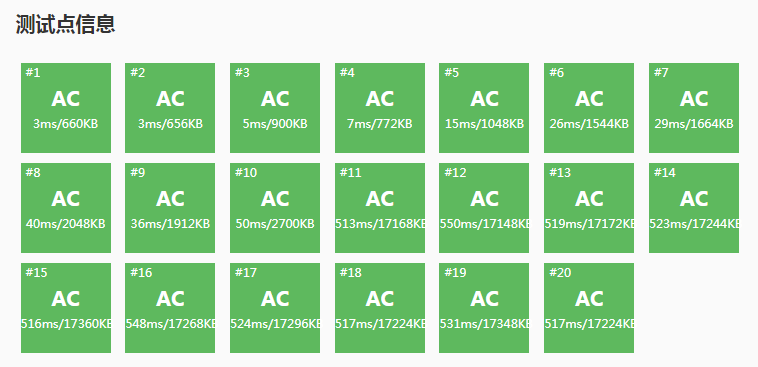 测试点信息
#1
AC
3ms/660KB
#2
AC
3ms/656KB
#3
AC
5ms/900KB
#4
AC
7ms/772KB
#5
AC
15ms/1048KB
#6
AC
26ms/1544KB
#7
AC
29ms/1664KB
#8
AC
40ms/2048KB
#9
AC
36ms/1912KB
#10
AC
50ms/2700KB
#11
AC
513ms/17168KB
#12
AC
550ms/17148KB
#13
AC
519ms/17172KB
#14
AC
523ms/17244KB
#15
AC
516ms/17360KB
#16
AC
548ms/17268KB
#17
AC
524ms/17296KB
#18
AC
517ms/17224KB
#19
AC
531ms/17348KB
#20
AC
517ms/17224KB